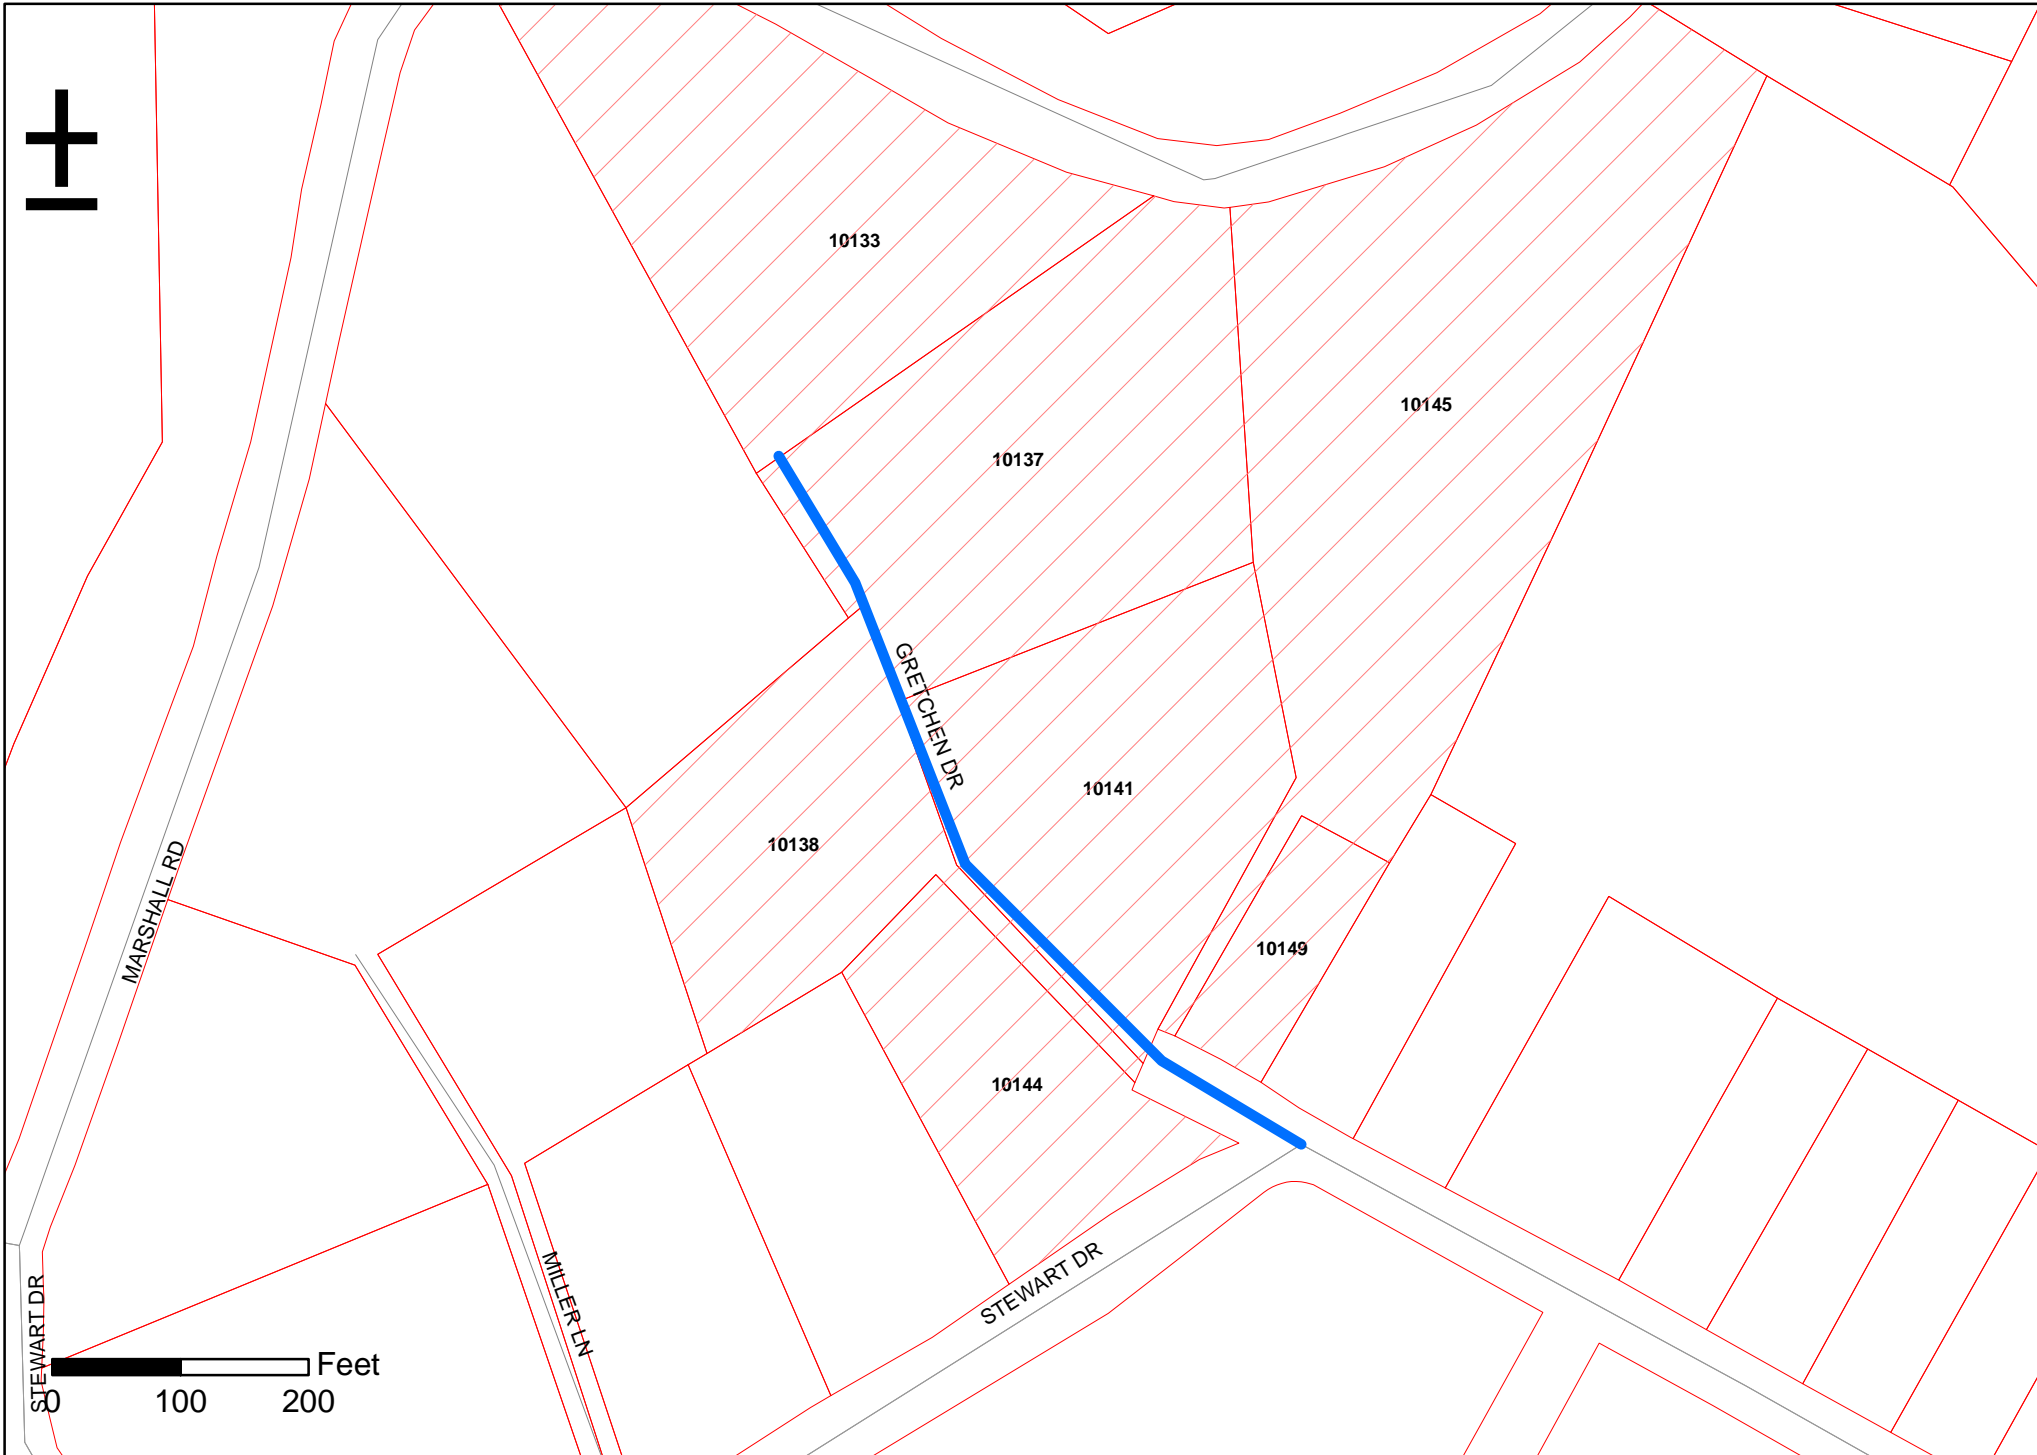 ±
10133
10145
10137
GRETCHEN DR
10141
10138
MARSHALL RD
10149
10144
STEWART DR
MILLER LN
STEWART DR
Feet
0 100 200